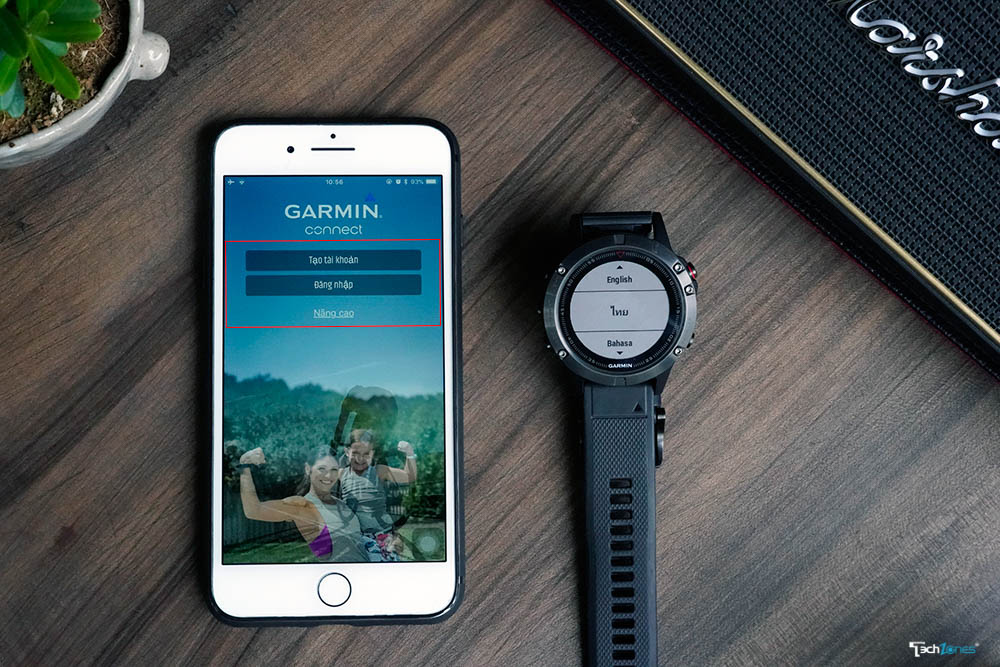 Marsha
10:56
93%
GARMIN.
connect
Tạo tài khoản
Đăng nhập
Nâng cao
English
ไทย
Bahasa
GARMIN
TechZones